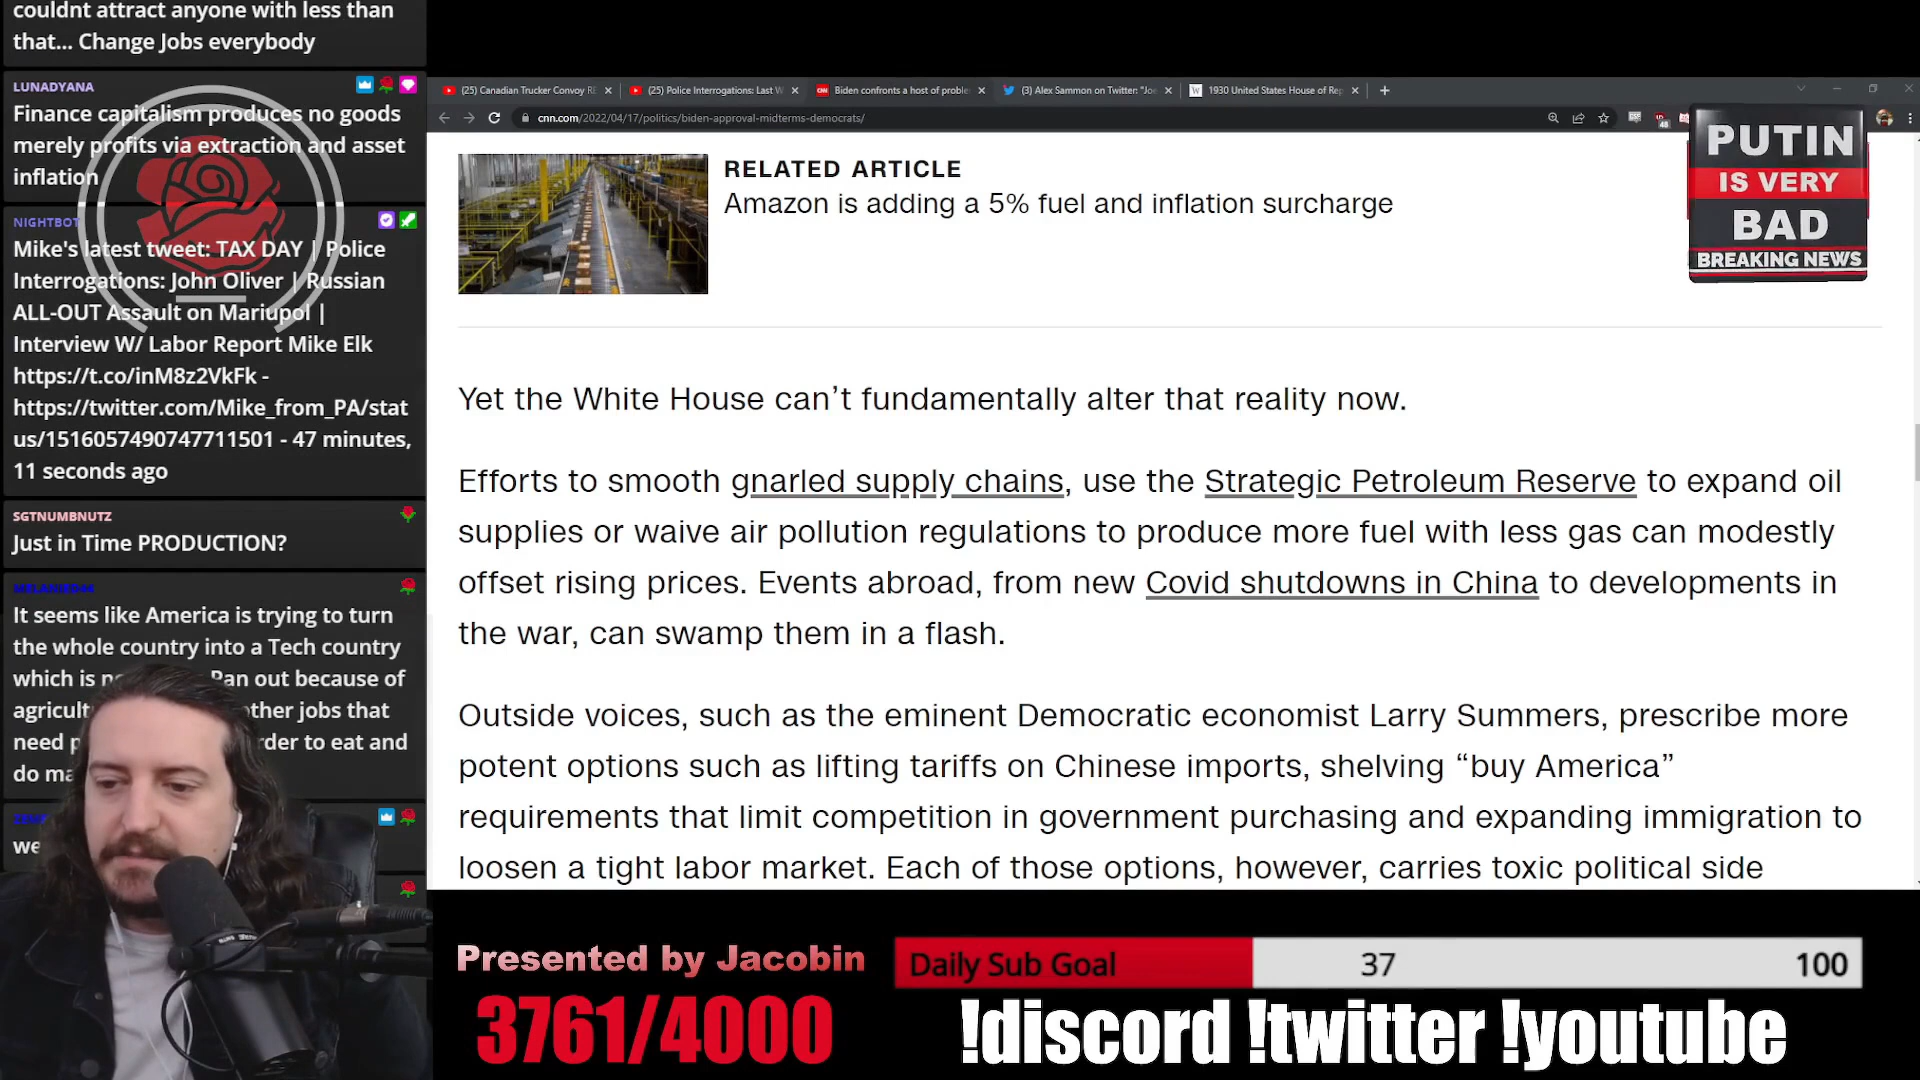 couldnt attract anyone with less than
that... Change Jobs everybody
LUNADYANA
Finance capitalism produces no goods
merely profits via extraction and asset
inflation
NIGHTBOT
Mike's latest tweet: TAX DAY | Police
Interrogations: John Oliver | Russian
ALL-OUT Assault on Mariupol |
Interview W/ Labor Report Mike Elk
https://t.co/inM8z2VkFk -
https://twitter.com/Mike_from_PA/stat
us/1516057490747711501 - 47 minutes,
11 seconds ago
SGTNUMBNUTZ
Just in Time PRODUCTION?
It seems like America is trying to turn
the whole country into a Tech country
which is
Pan out because of
other jobs that
need
order to eat and
do
we
(25) Canadian Trucker Convoy RE
(25) Police Interrogations: Last W
Biden confronts a host of proble
(3) Alex Sammon on Twitter: "Joe
1930 United States House of Rep
cnn.com/2022/04/17/politics/biden-approval-midterms-democrats/
PUTIN
IS VERY
BAD
BREAKING NEWS
RELATED ARTICLE
Amazon is adding a 5% fuel and inflation surcharge
Yet the White House can’t fundamentally alter that reality now.
Efforts to smooth gnarled supply chains, use the Strategic Petroleum Reserve to expand oil
supplies or waive air pollution regulations to produce more fuel with less gas can modestly
offset rising prices. Events abroad, from new Covid shutdowns in China to developments in
the war, can swamp them in a flash.
Outside voices, such as the eminent Democratic economist Larry Summers, prescribe more
potent options such as lifting tariffs on Chinese imports, shelving “buy America”
requirements that limit competition in government purchasing and expanding immigration to
loosen a tight labor market. Each of those options, however, carries toxic political side
Presented by Jacobin
3761/4000
Daily Sub Goal
37
100
!discord !twitter !youtube